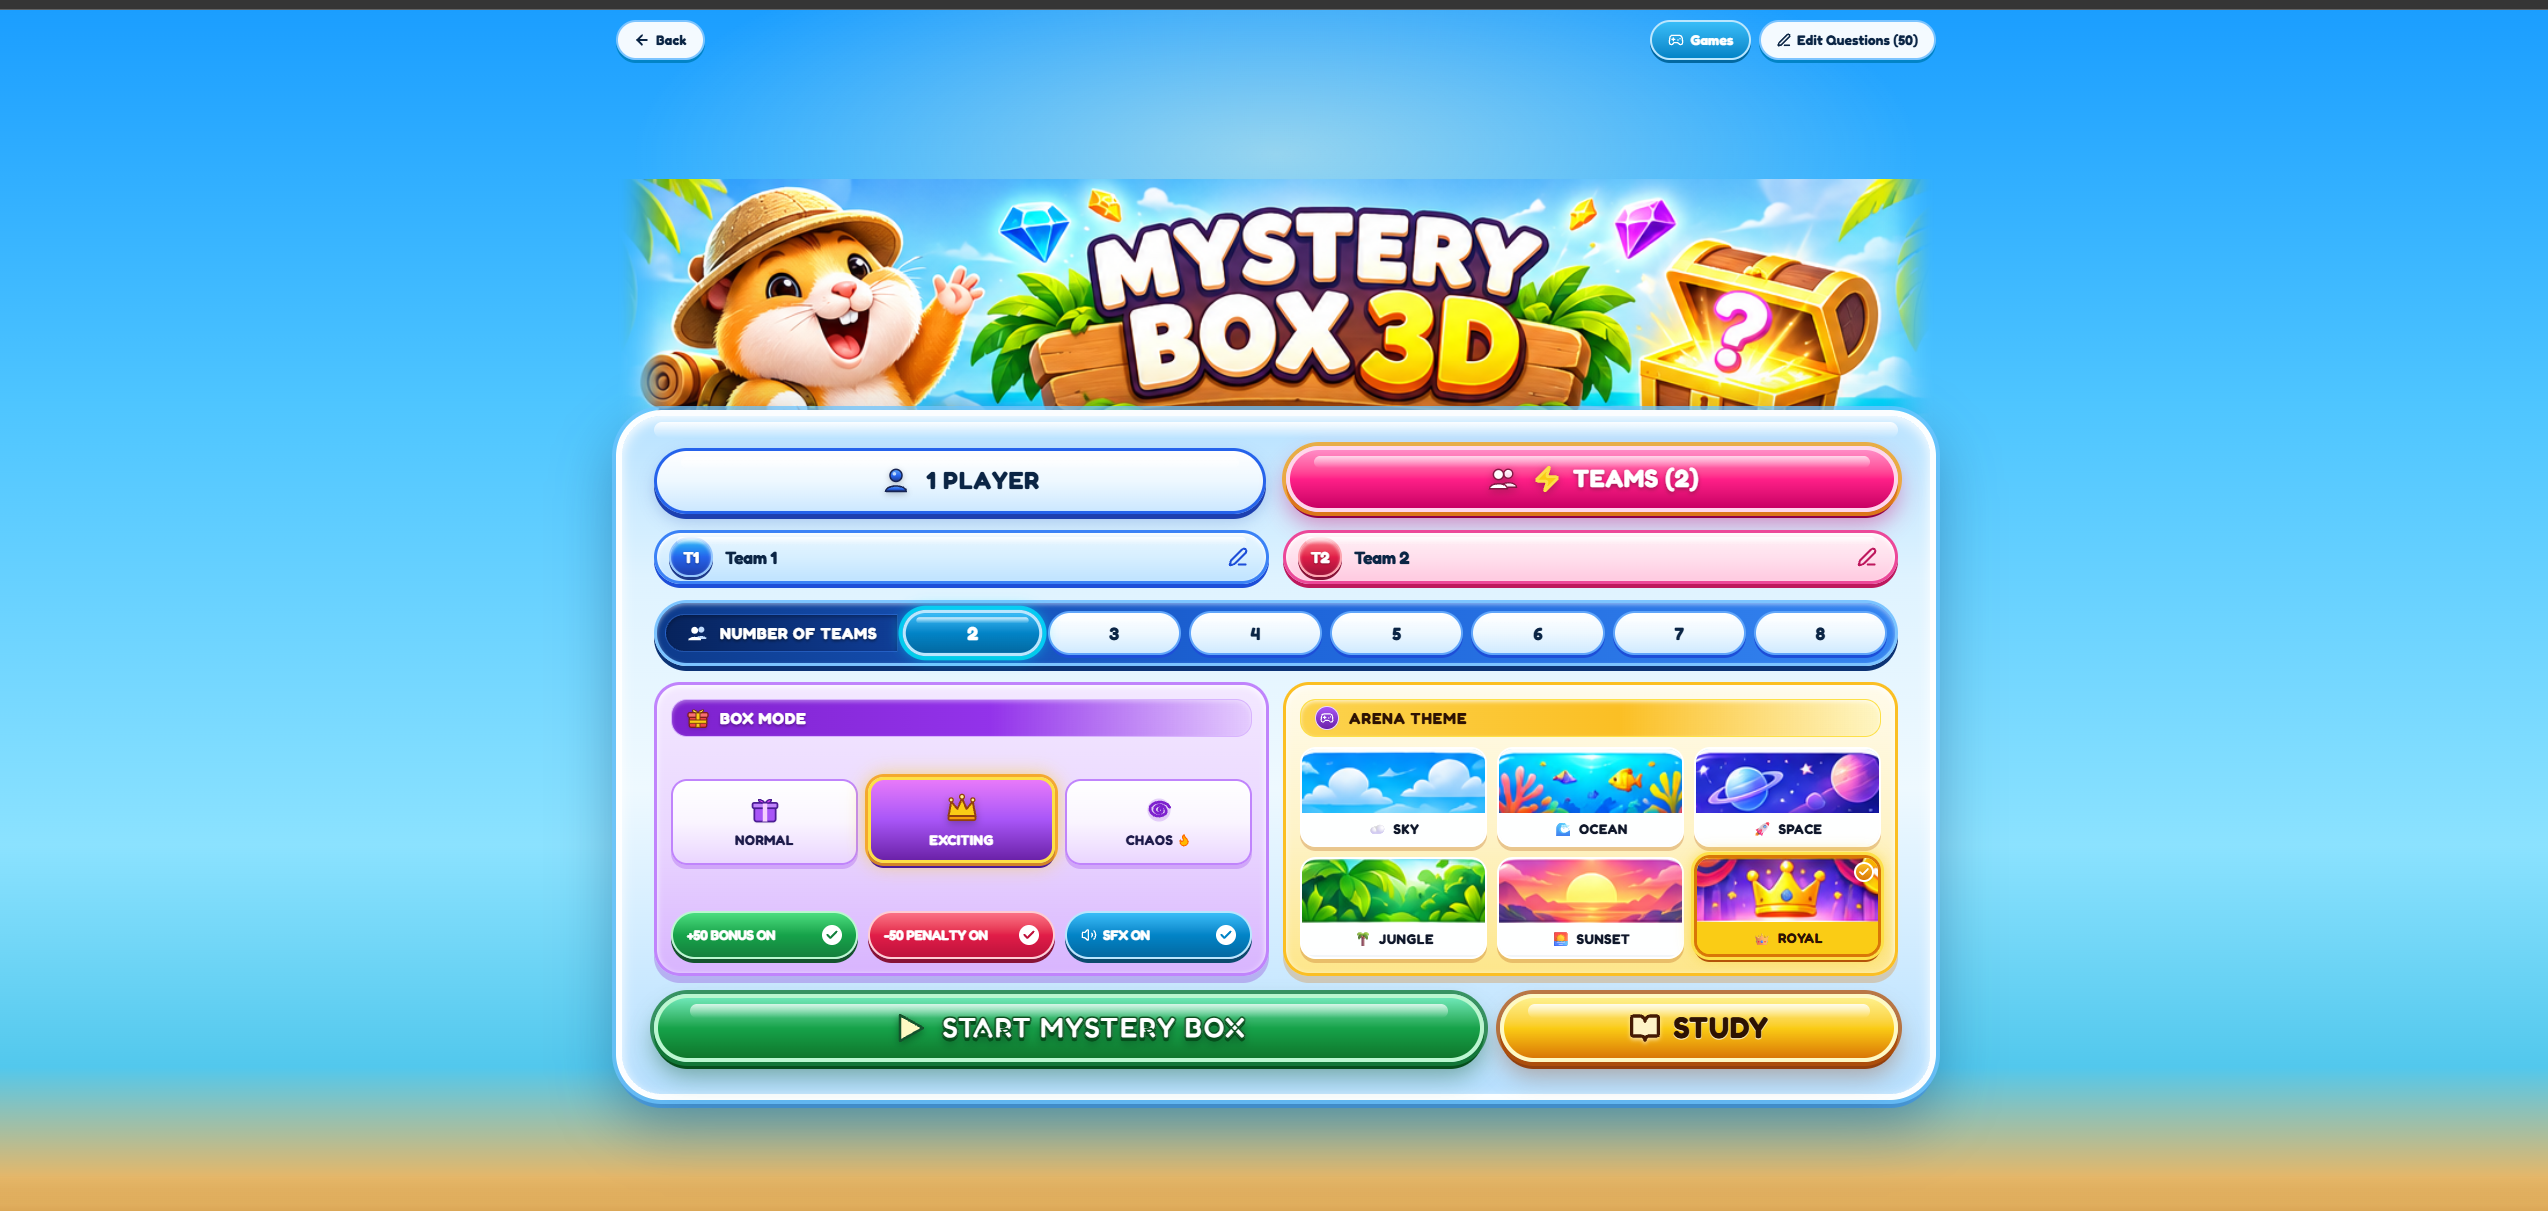 Back
Games
Edit Questions (50)
MYSTERY
BOX 3D
?
1 PLAYER
TEAMS (2)
T1 Team 1
T2 Team 2
NUMBER OF TEAMS 2 3 4 5 6 7 8
BOX MODE
NORMAL
EXCITING
CHAOS
+50 BONUS ON
-50 PENALTY ON
SFX ON
ARENA THEME
SKY
OCEAN
SPACE
JUNGLE
SUNSET
ROYAL
START MYSTERY BOX
STUDY